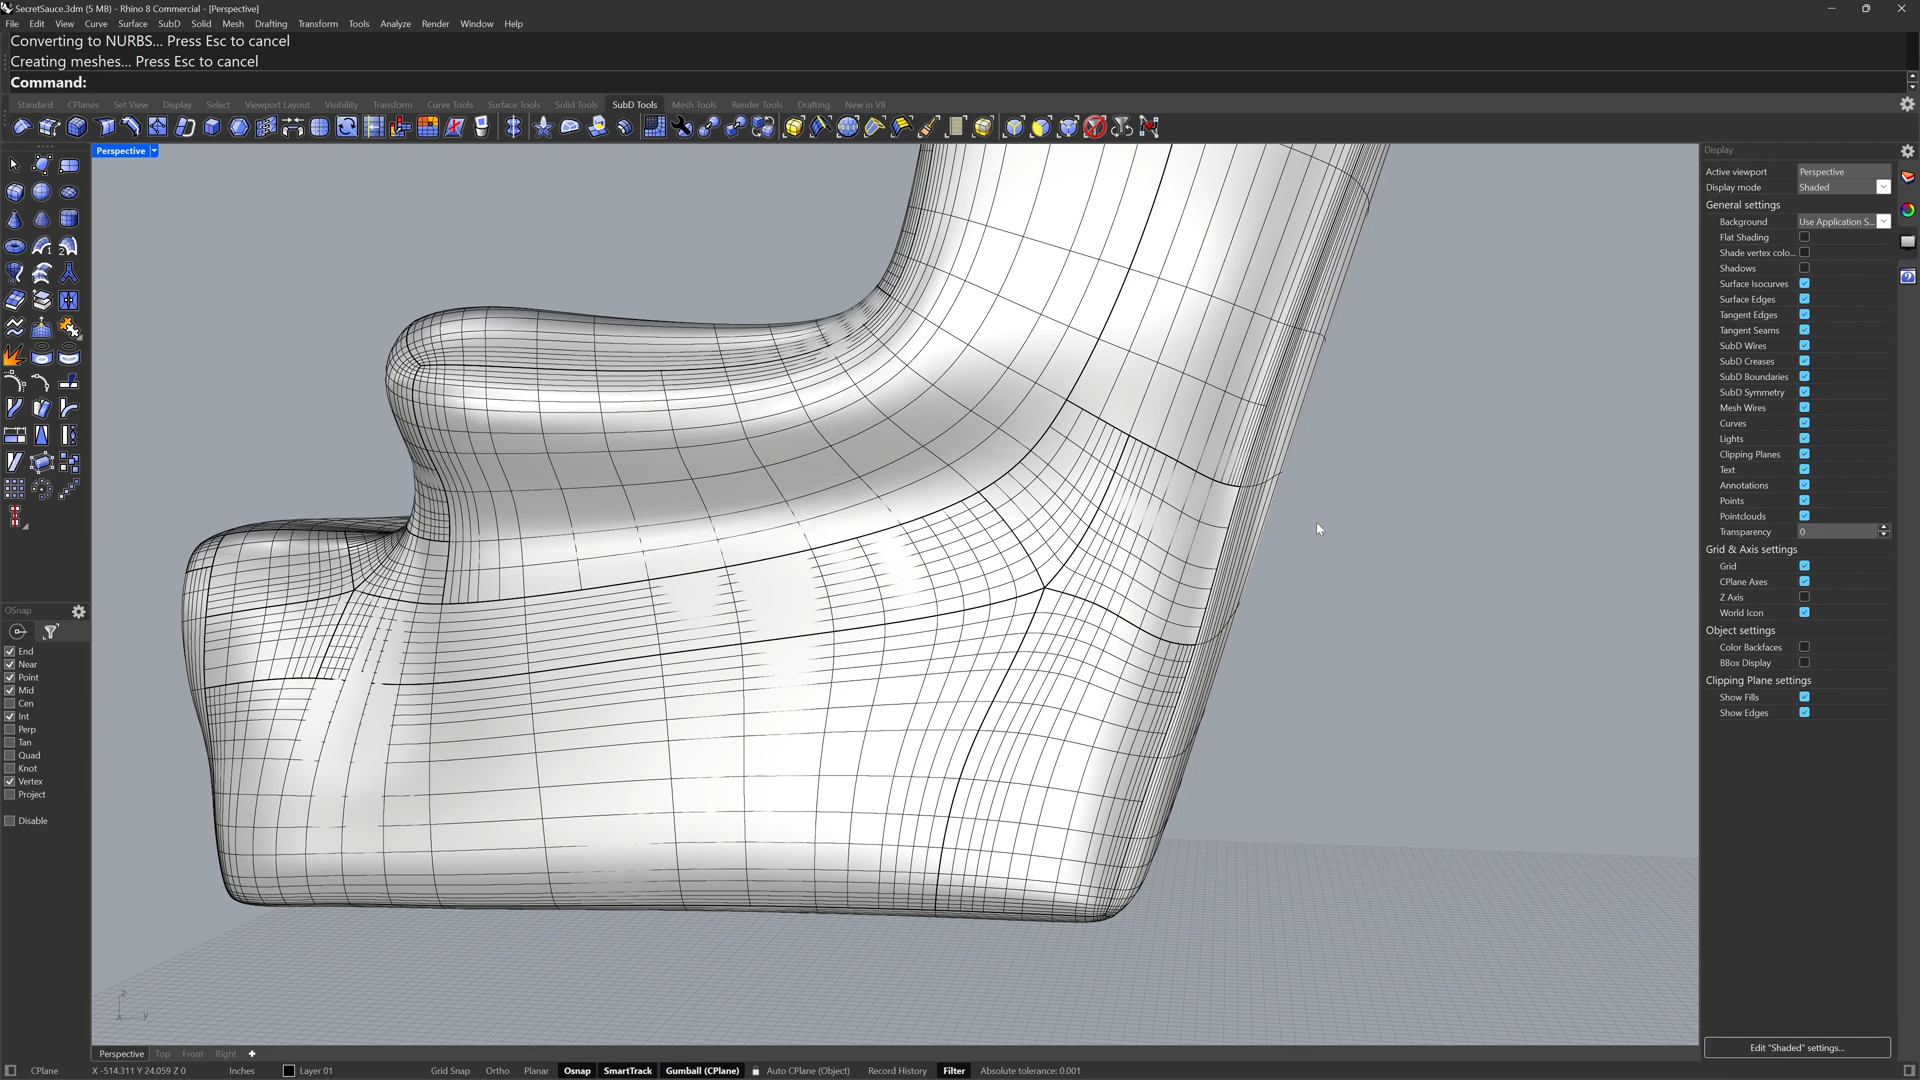 SecretSauce.3dm (5 MB) - Rhino 8 Commercial - [Perspective]
File Edit View Curve Surface SubD Solid Mesh Drafting Transform Tools Analyze Render Window Help
Converting to NURBS... Press Esc to cancel
Creating meshes... Press Esc to cancel
Command:
Standard CPlanes Set View Display Select Viewport Layout Visibility Transform Curve Tools Surface Tools Solid Tools SubD Tools Mesh Tools Render Tools Drafting New in V8
Perspective
Display
Active viewport Perspective
Display mode Shaded
General settings
Background Use Application S...
Flat Shading
Shade vertex colo...
Shadows
Surface Isocurves
Surface Edges
Tangent Edges
Tangent Seams
SubD Wires
SubD Creases
SubD Boundaries
SubD Symmetry
Mesh Wires
Curves
Lights
Clipping Planes
Text
Annotations
Points
Pointclouds
Transparency 0
Grid & Axis settings
Grid
CPlane Axes
Z Axis
World Icon
Object settings
Color Backfaces
BBox Display
Clipping Plane settings
Show Fills
Show Edges
Edit "Shaded" settings...
OSnap
End
Near
Point
Mid
Cen
Int
Perp
Tan
Quad
Knot
Vertex
Project
Disable
z
x y
Perspective Top Front Right
CPlane X -514.311 Y 24.059 Z 0 Inches Layer 01 Grid Snap Ortho Planar Osnap SmartTrack Gumball (CPlane) Auto CPlane (Object) Record History Filter Absolute tolerance: 0.001